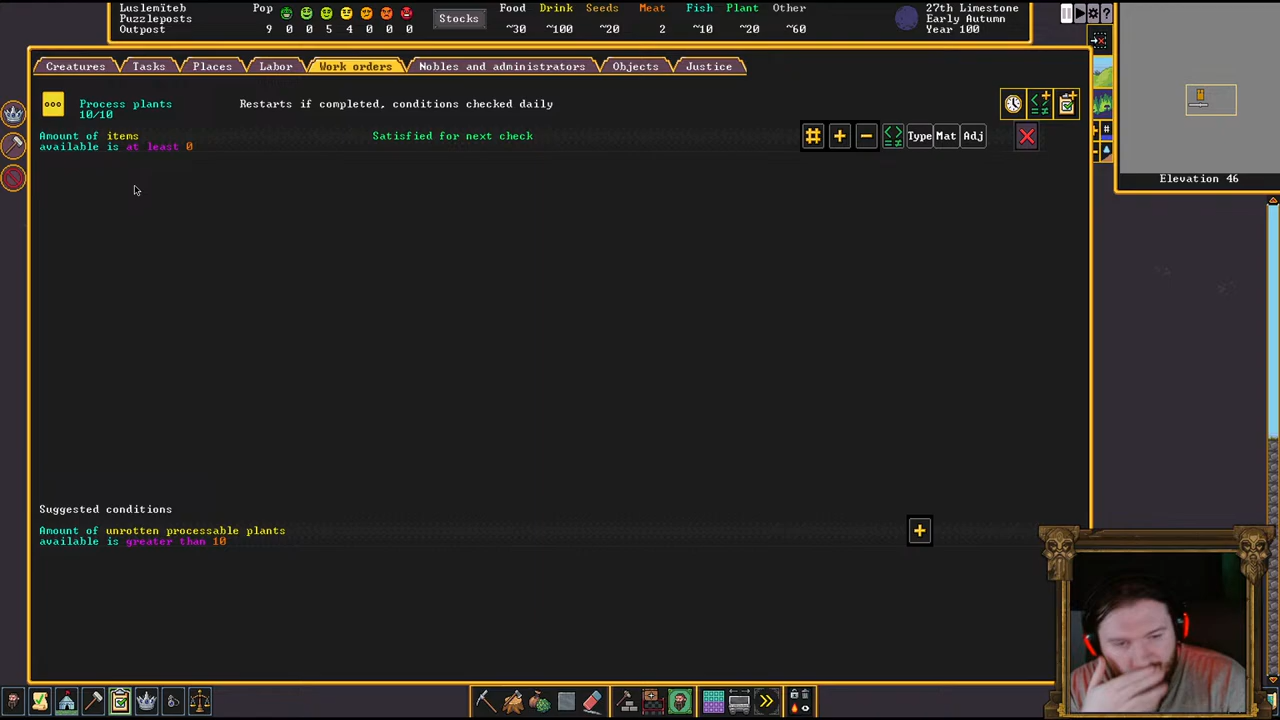 Luslemiteb
Puzzleposts
Outpost
Pop
9 0 0 5 4 0 0 0
Stocks
Food Drink Seeds Meat Fish Plant Other
~30 ~100 ~20 2 ~10 ~20 ~60
27th Limestone
Early Autumn
Year 100
?
Creatures Tasks Places Labor Work orders Nobles and administrators Objects Justice
Process plants
10/10
Restarts if completed, conditions checked daily
Amount of items
available is at least 0
Satisfied for next check
Type Mat Adj
Elevation 46
Suggested conditions
Amount of unrotten processable plants
available is greater than 10